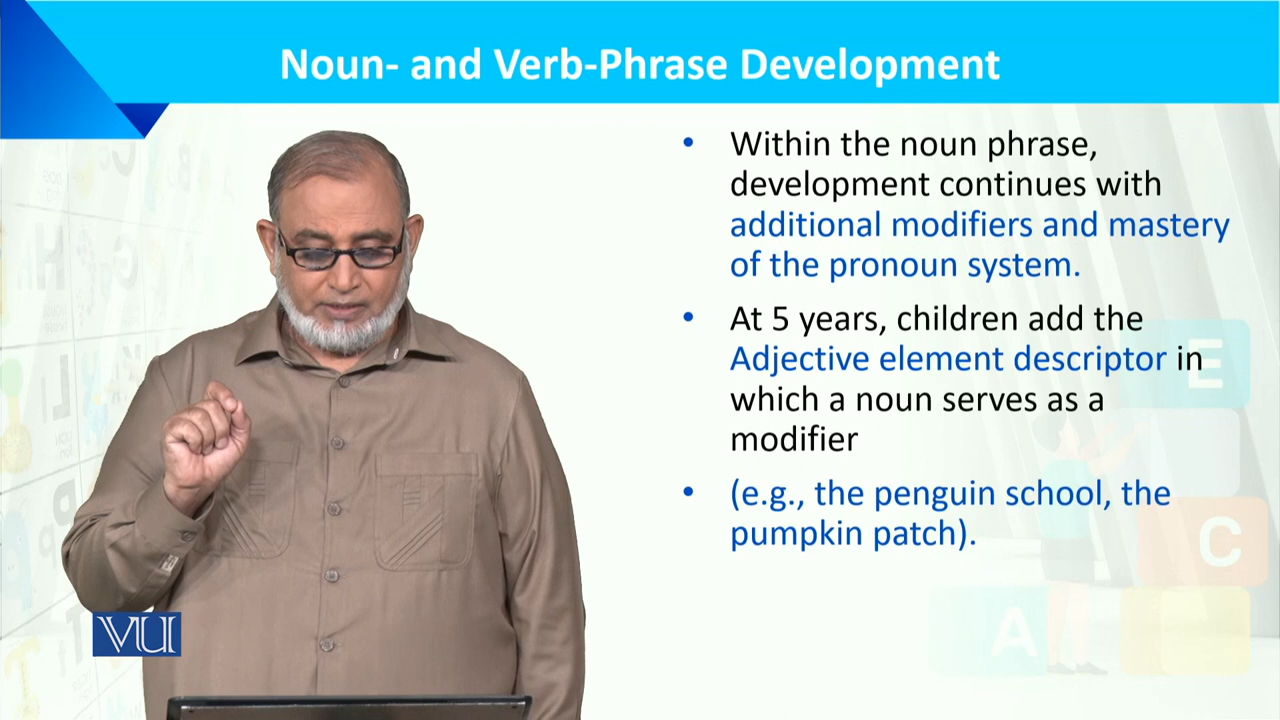 Noun- and Verb-Phrase Development
• Within the noun phrase,
development continues with
additional modifiers and mastery
of the pronoun system.
• At 5 years, children add the
Adjective element descriptor in
which a noun serves as a
modifier
• (e.g., the penguin school, the
pumpkin patch).
VU
E
C
A